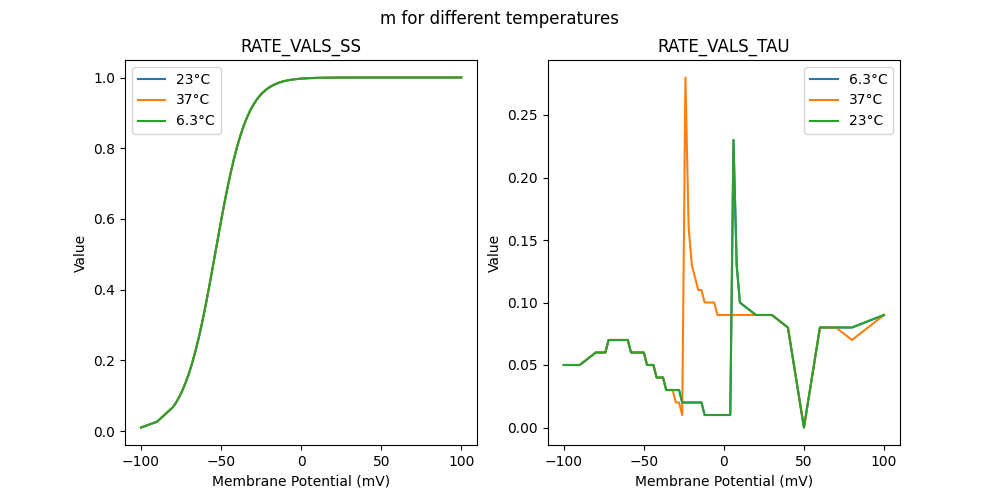 m for different temperatures
RATE_VALS_SS
23°C
37°C
6.3°C
1.0
0.8
0.6
0.4
0.2
0.0
Value
−100
−50
0
50
100
Membrane Potential (mV)
RATE_VALS_TAU
6.3°C
37°C
23°C
0.25
0.20
0.15
0.10
0.05
0.00
Value
−100
−50
0
50
100
Membrane Potential (mV)